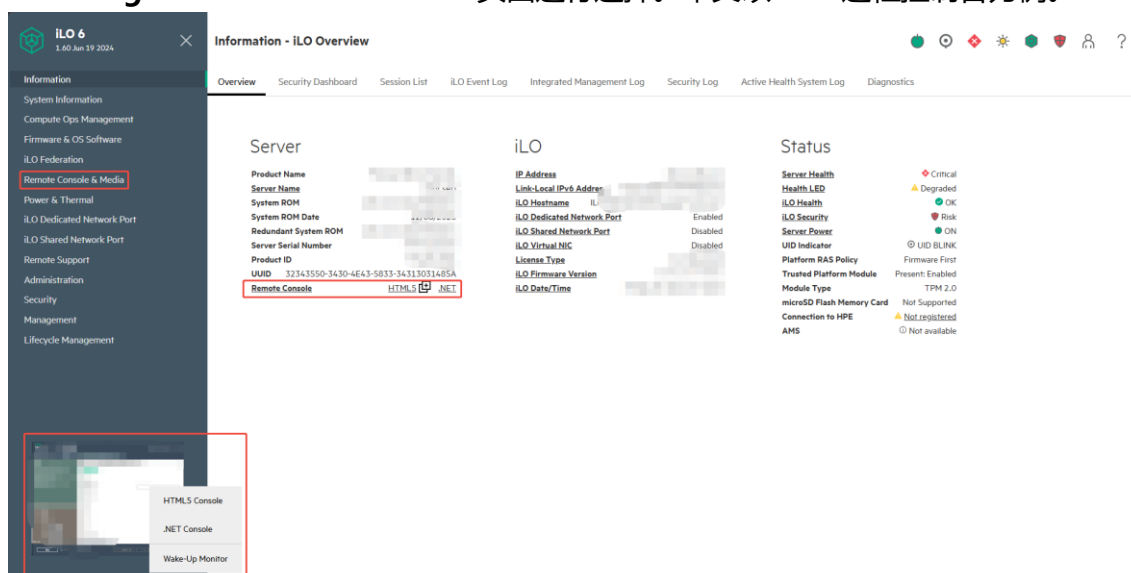 iLO 6
1.60 Jun 19 2024
Information - iLO Overview
Information
System Information
Compute Ops Management
Firmware & OS Software
iLO Federation
Remote Console & Media
Power & Thermal
iLO Dedicated Network Port
iLO Shared Network Port
Remote Support
Administration
Security
Management
Lifecycle Management
Overview Security Dashboard Session List iLO Event Log Integrated Management Log Security Log Active Health System Log Diagnostics
Server
Product Name
Server Name
System ROM
System ROM Date
Redundant System ROM
Server Serial Number
Product ID
UUID 32343550-3430-4E43-5833-34313031485A
Remote Console HTML5 .NET
iLO
IP Address
Link-Local IPv6 Addres
iLO Hostname
iLO Dedicated Network Port Enabled
iLO Shared Network Port Disabled
iLO Virtual NIC Disabled
License Type
iLO Firmware Version
iLO Date/Time
Status
Server Health Critical
Health LED Degraded
iLO Health OK
iLO Security Risk
Server Power ON
UID Indicator UID BLINK
Platform RAS Policy Firmware First
Trusted Platform Module Present: Enabled
Module Type TPM 2.0
microSD Flash Memory Card Not Supported
Connection to HPE Not registered
AMS Not available
HTML5 Console
.NET Console
Wake-Up Monitor